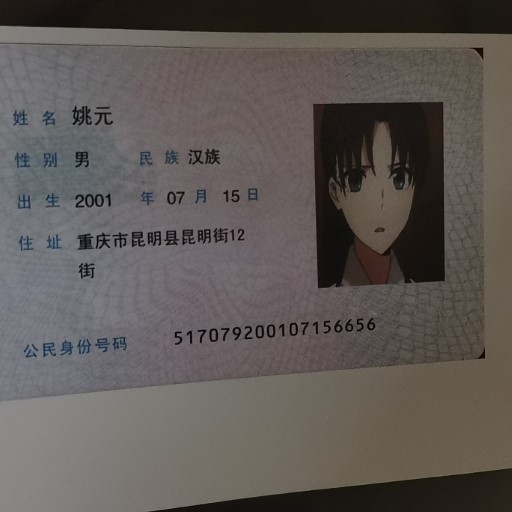 姓名 姚元
性别 男 民族 汉族
出生 2001 年 07 月 15 日
住址 重庆市昆明县昆明街12
街
公民身份号码 517079200107156656